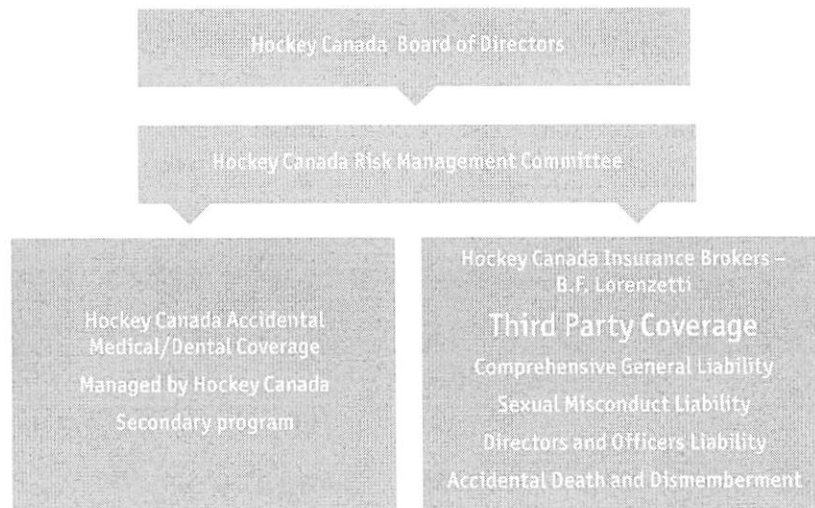 Hockey Canada Board of Directors
Hockey Canada Risk Management Committee
Hockey Canada Accidental
Medical/Dental Coverage
Managed by Hockey Canada
Secondary program
Hockey Canada Insurance Brokers –
B.F. Lorenzetti
Third Party Coverage
Comprehensive General Liability
Sexual Misconduct Liability
Directors and Officers Liability
Accidental Death and Dismemberment